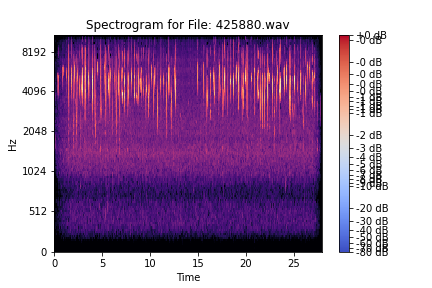 Spectrogram for File: 425880.wav
8192
4096
2048
1024
512
0
Hz
0
5
10
15
20
25
Time
+0 dB
-0 dB
-0 dB
-0 dB
-0 dB
-1 dB
-2 dB
-3 dB
-4 dB
-5 dB
-20 dB
-30 dB
-40 dB
-80 dB